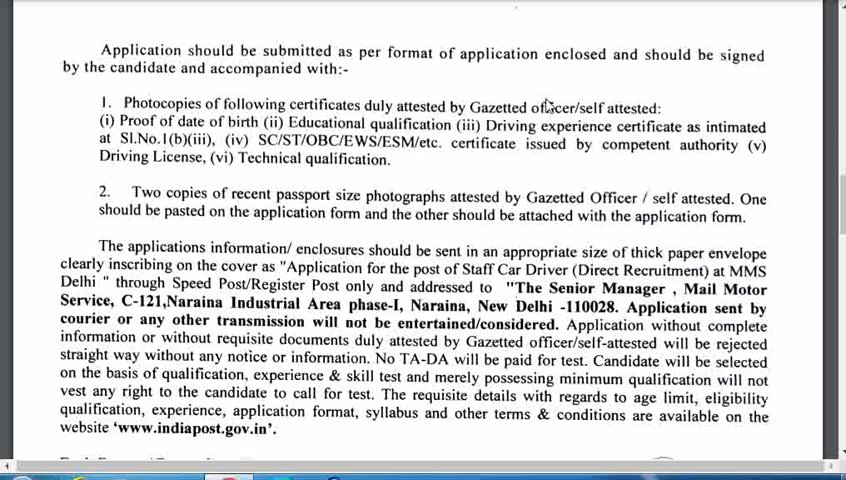 Application should be submitted as per format of application enclosed and should be signed
by the candidate and accompanied with:-
1. Photocopies of following certificates duly attested by Gazetted officer/self attested:
(i) Proof of date of birth (ii) Educational qualification (iii) Driving experience certificate as intimated
at Sl.No.1(b)(iii), (iv) SC/ST/OBC/EWS/ESM/etc. certificate issued by competent authority (v)
Driving License, (vi) Technical qualification.
2. Two copies of recent passport size photographs attested by Gazetted Officer / self attested. One
should be pasted on the application form and the other should be attached with the application form.
The applications information/ enclosures should be sent in an appropriate size of thick paper envelope
clearly inscribing on the cover as "Application for the post of Staff Car Driver (Direct Recruitment) at MMS
Delhi " through Speed Post/Register Post only and addressed to "The Senior Manager , Mail Motor
Service, C-121,Naraina Industrial Area phase-I, Naraina, New Delhi -110028. Application sent by
courier or any other transmission will not be entertained/considered. Application without complete
information or without requisite documents duly attested by Gazetted officer/self-attested will be rejected
straight way without any notice or information. No TA-DA will be paid for test. Candidate will be selected
on the basis of qualification, experience & skill test and merely possessing minimum qualification will not
vest any right to the candidate to call for test. The requisite details with regards to age limit, eligibility
qualification, experience, application format, syllabus and other terms & conditions are available on the
website ‘www.indiapost.gov.in’.